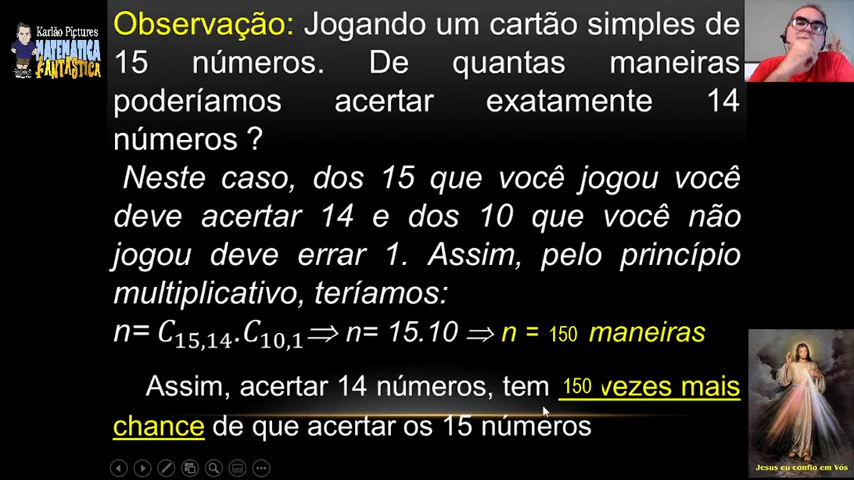 Karlão Pictures
MATEMÁTICA
FANTÁSTICA
Observação: Jogando um cartão simples de
15 números. De quantas maneiras
poderíamos acertar exatamente 14
números ?
Neste caso, dos 15 que você jogou você
deve acertar 14 e dos 10 que você não
jogou deve errar 1. Assim, pelo princípio
multiplicativo, teríamos:
n= C₁₅,₁₄.C₁₀,₁⟹ n= 15.10 ⟹ n = 150 maneiras
Assim, acertar 14 números, tem 150 vezes mais
chance de que acertar os 15 números
Jesus eu confio em Vós